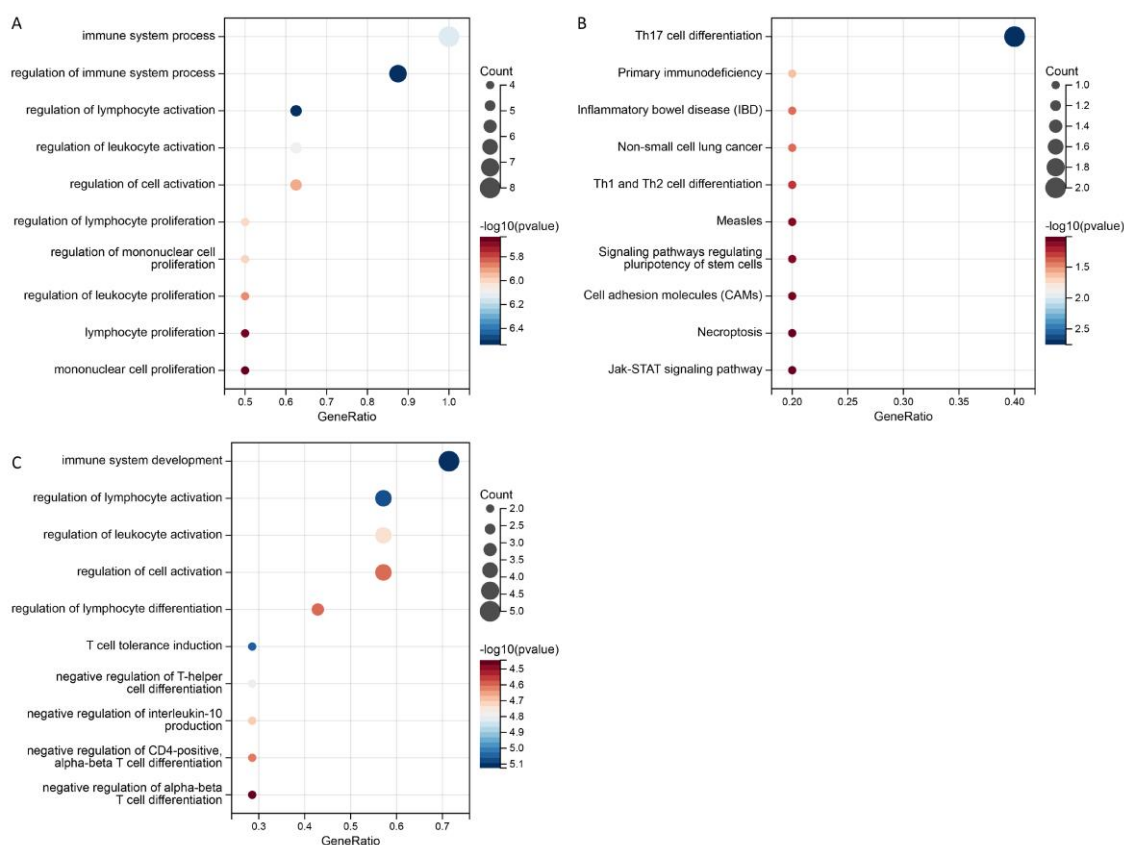 A
immune system process
regulation of immune system process
regulation of lymphocyte activation
regulation of leukocyte activation
regulation of cell activation
regulation of lymphocyte proliferation
regulation of mononuclear cell
proliferation
regulation of leukocyte proliferation
lymphocyte proliferation
mononuclear cell proliferation
0.5 0.6 0.7 0.8 0.9 1.0
GeneRatio
Count
4
5
6
7
8
-log10(pvalue)
5.8
6.0
6.2
6.4
B
Th17 cell differentiation
Primary immunodeficiency
Inflammatory bowel disease (IBD)
Non-small cell lung cancer
Th1 and Th2 cell differentiation
Measles
Signaling pathways regulating
pluripotency of stem cells
Cell adhesion molecules (CAMs)
Necroptosis
Jak-STAT signaling pathway
0.20 0.25 0.30 0.35 0.40
GeneRatio
Count
1.0
1.2
1.4
1.6
1.8
2.0
-log10(pvalue)
1.5
2.0
2.5
C
immune system development
regulation of lymphocyte activation
regulation of leukocyte activation
regulation of cell activation
regulation of lymphocyte differentiation
T cell tolerance induction
negative regulation of T-helper
cell differentiation
negative regulation of interleukin-10
production
negative regulation of CD4-positive,
alpha-beta T cell differentiation
negative regulation of alpha-beta
T cell differentiation
0.3 0.4 0.5 0.6 0.7
GeneRatio
Count
2.0
2.5
3.0
3.5
4.0
4.5
5.0
-log10(pvalue)
4.5
4.6
4.7
4.8
4.9
5.0
5.1